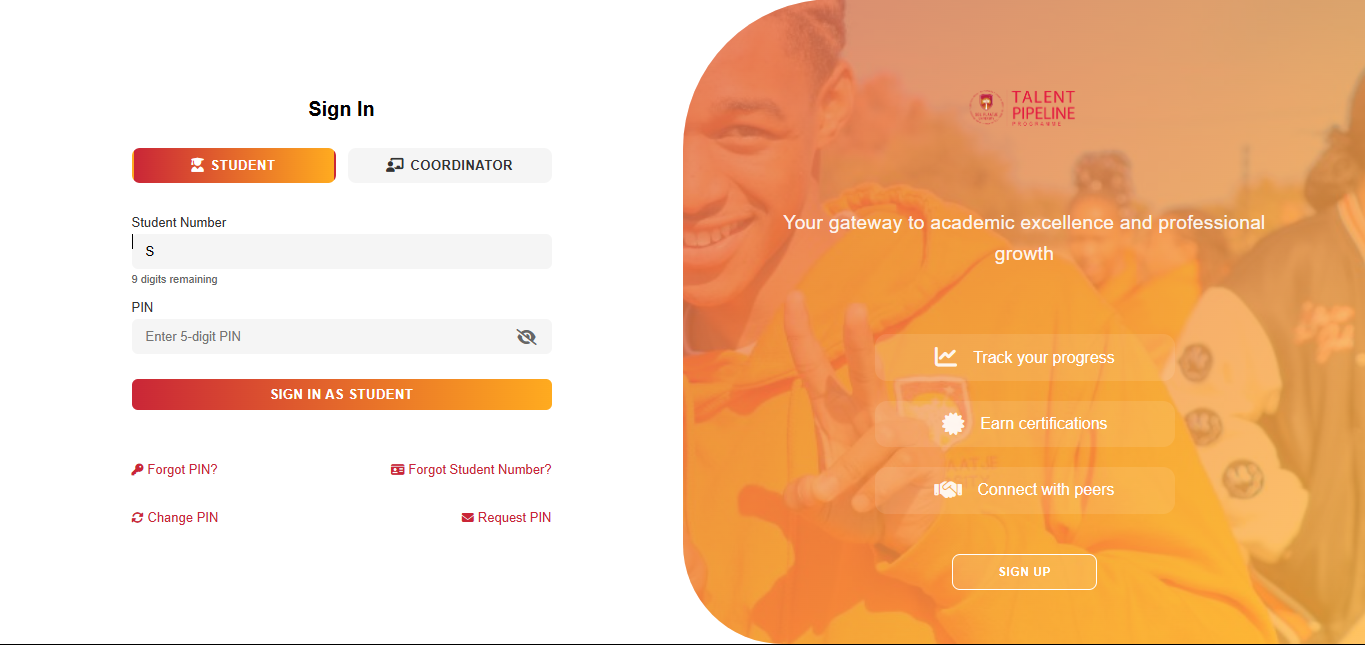 Sign In
STUDENT
COORDINATOR
Student Number
S
9 digits remaining
PIN
Enter 5-digit PIN
SIGN IN AS STUDENT
Forgot PIN?
Forgot Student Number?
Change PIN
Request PIN
TALENT
PIPELINE
PROGRAMME
Your gateway to academic excellence and professional
growth
Track your progress
Earn certifications
Connect with peers
SIGN UP